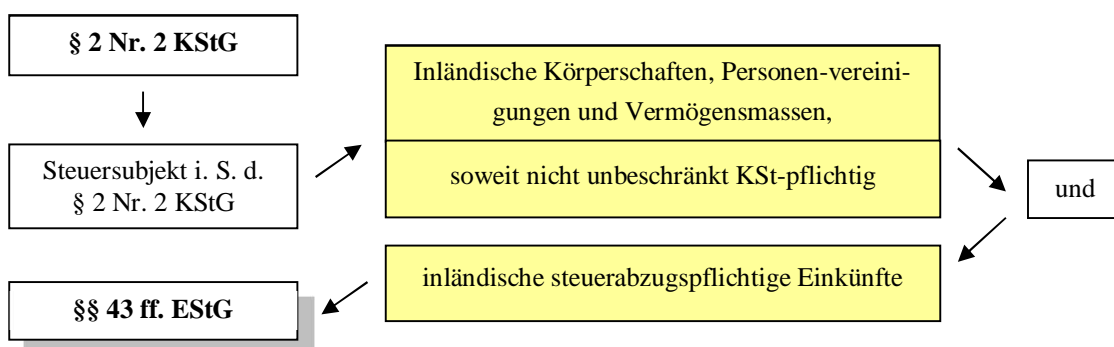 § 2 Nr. 2 KStG
Steuersubjekt i. S. d.
§ 2 Nr. 2 KStG
Inländische Körperschaften, Personen-vereini-
gungen und Vermögensmassen,
soweit nicht unbeschränkt KSt-pflichtig
und
inländische steuerabzugspflichtige Einkünfte
§§ 43 ff. EStG